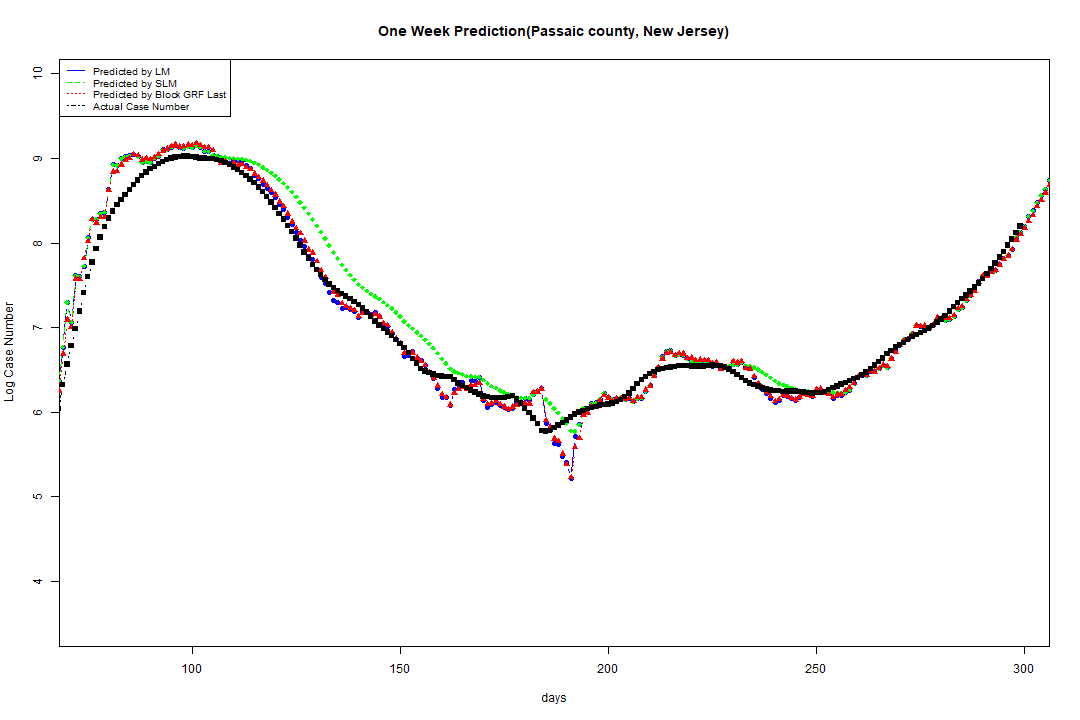 One Week Prediction(Passaic county, New Jersey)
Predicted by LM
Predicted by SLM
Predicted by Block GRF Last
Actual Case Number
10
9
8
7
6
5
4
Log Case Number
100
150
200
250
300
days